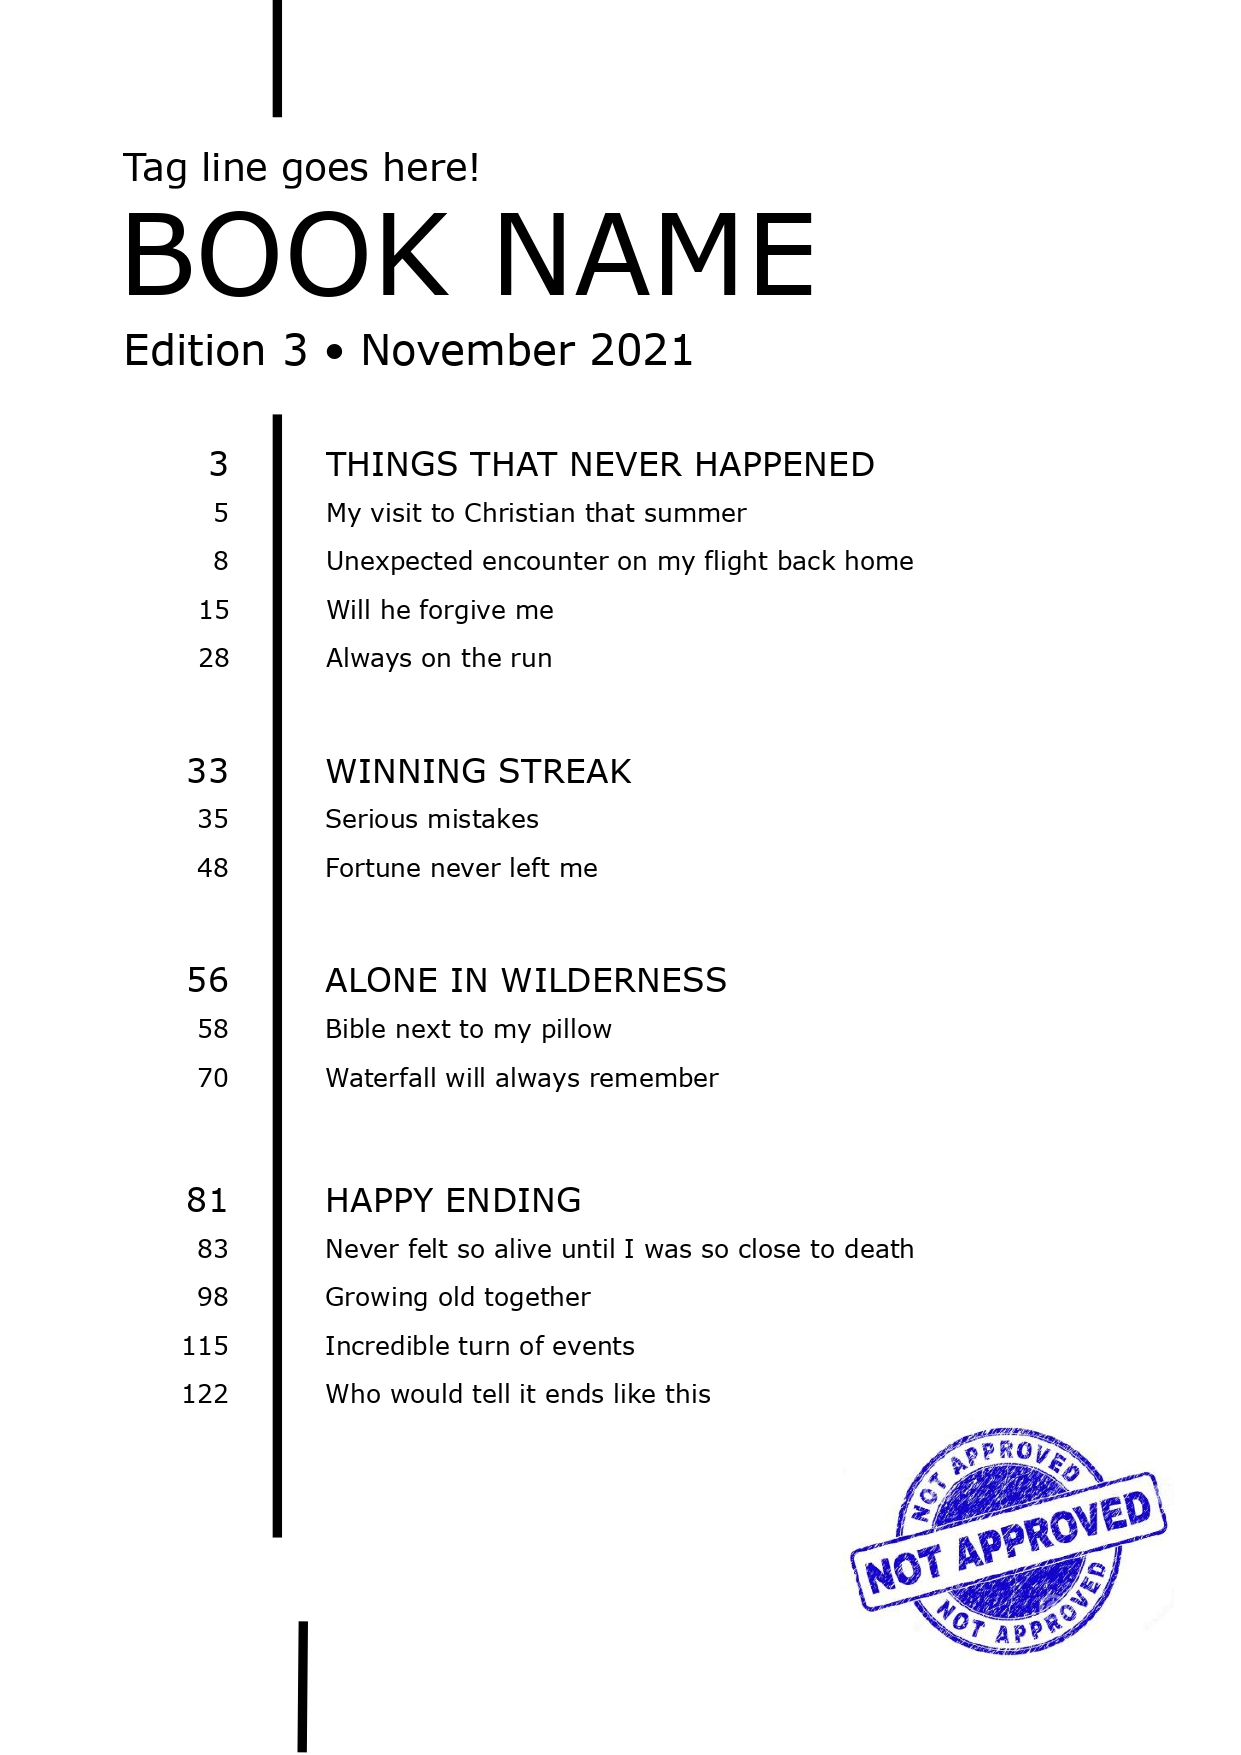 Tag line goes here!
BOOK NAME
Edition 3 • November 2021
3 THINGS THAT NEVER HAPPENED
5 My visit to Christian that summer
8 Unexpected encounter on my flight back home
15 Will he forgive me
28 Always on the run
33 WINNING STREAK
35 Serious mistakes
48 Fortune never left me
56 ALONE IN WILDERNESS
58 Bible next to my pillow
70 Waterfall will always remember
81 HAPPY ENDING
83 Never felt so alive until I was so close to death
98 Growing old together
115 Incredible turn of events
122 Who would tell it ends like this
NOT APPROVED
NOT APPROVED
NOT APPROVED